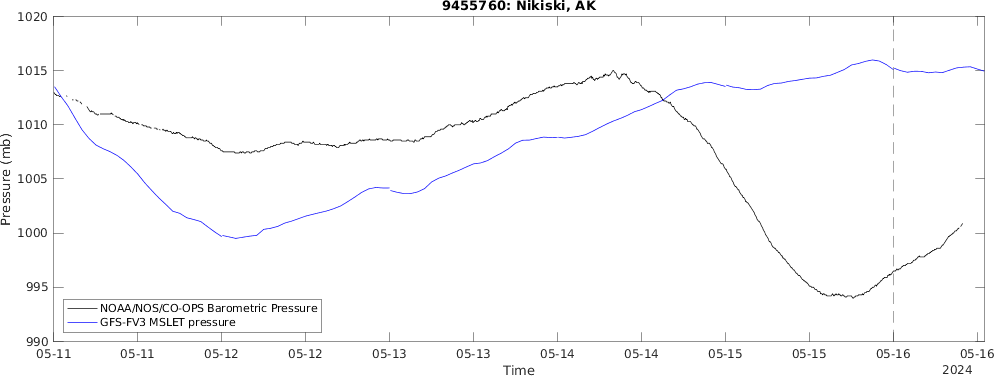 9455760: Nikiski, AK
1020
1015
1010
1005
1000
995
990
Pressure (mb)
NOAA/NOS/CO-OPS Barometric Pressure
GFS-FV3 MSLET pressure
05-11 05-11 05-12 05-12 05-13 05-14 05-14 05-15 05-15 05-16 05-16
Time
2024